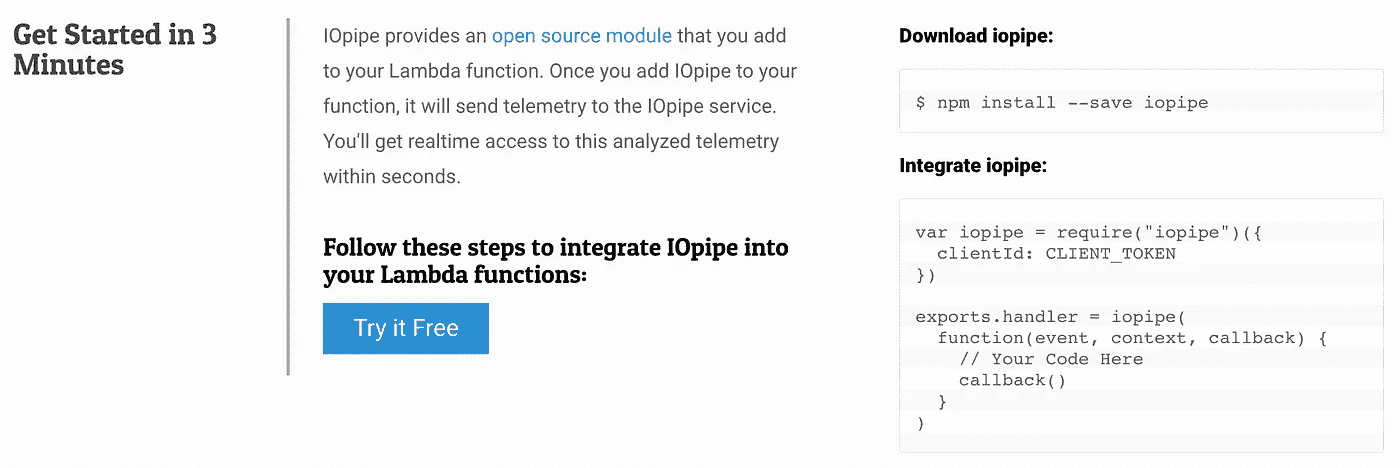 Get Started in 3
Minutes
IOpipe provides an open source module that you add
to your Lambda function. Once you add IOpipe to your
function, it will send telemetry to the IOpipe service.
You'll get realtime access to this analyzed telemetry
within seconds.
Follow these steps to integrate IOpipe into
your Lambda functions:
Try it Free
Download iopipe:
$ npm install --save iopipe
Integrate iopipe:
var iopipe = require("iopipe")({
  clientId: CLIENT_TOKEN
})
exports.handler = iopipe(
  function(event, context, callback) {
    // Your Code Here
    callback()
  }
)